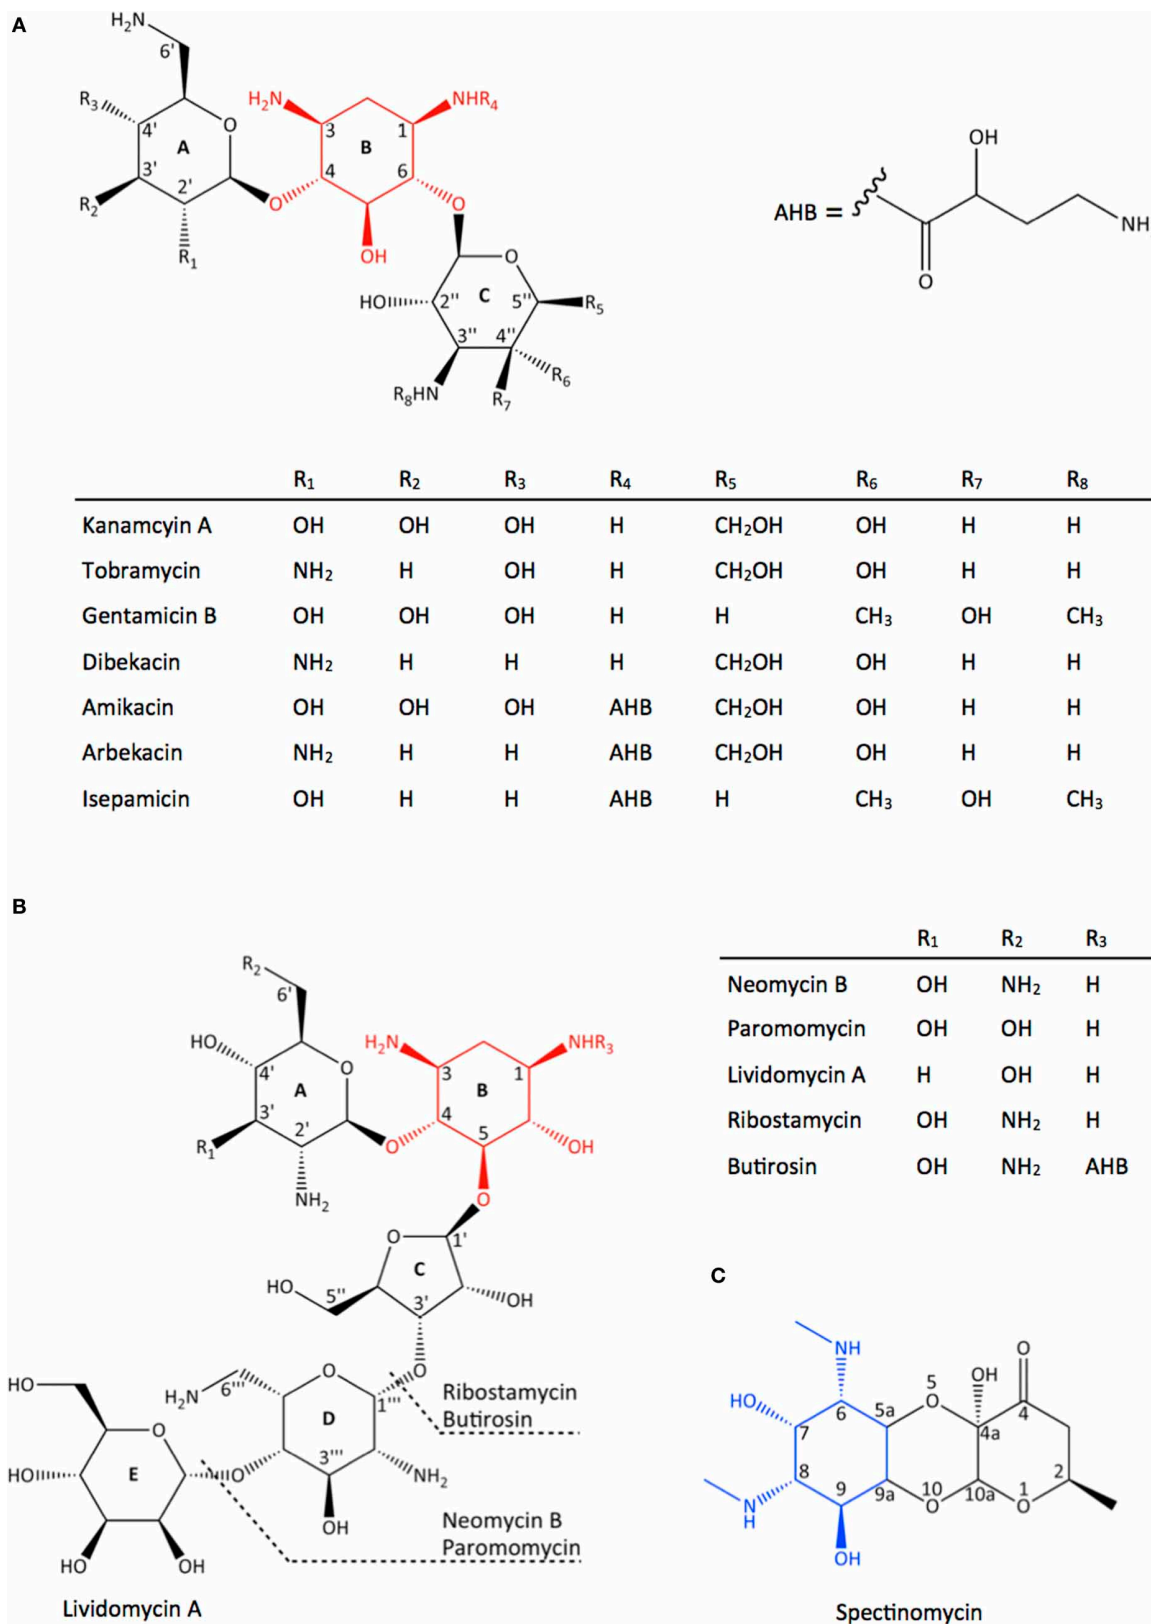 A
H₂N
6'
R₃
4'
O
A
3'
2'
R₂
R₁
H₂N
NHR₄
3
1
B
4
6
O
O
OH
O
HO
2''
C
5''
R₅
3''
4''
R₆
R₈HN
R₇
OH
AHB =
O
NH
R₁ R₂ R₃ R₄ R₅ R₆ R₇ R₈
Kanamcyin A OH OH OH H CH₂OH OH H H
Tobramycin NH₂ H OH H CH₂OH OH H H
Gentamicin B OH OH OH H H CH₃ OH CH₃
Dibekacin NH₂ H H H CH₂OH OH H H
Amikacin OH OH OH AHB CH₂OH OH H H
Arbekacin NH₂ H H AHB CH₂OH OH H H
Isepamicin OH H H AHB H CH₃ OH CH₃
B
R₂
6'
HO
4'
O
A
3'
2'
R₁
NH₂
H₂N
NHR₃
3
1
B
4
5
O
OH
O
O
1'
C
HO
5''
3'
OH
O
H₂N
6'''
O
1'''
D
3'''
NH₂
OH
Ribostamycin
Butirosin
HO
O
HO
E
O
HO
OH
Neomycin B
Paromomycin
Lividomycin A
R₁ R₂ R₃
Neomycin B OH NH₂ H
Paromomycin OH OH H
Lividomycin A H OH H
Ribostamycin OH NH₂ H
Butirosin OH NH₂ AHB
C
NH
O
HO
5
OH
6
5a
O
4
7
4a
8
9
10
2
9a
O
10a
1
O
N
H
OH
Spectinomycin